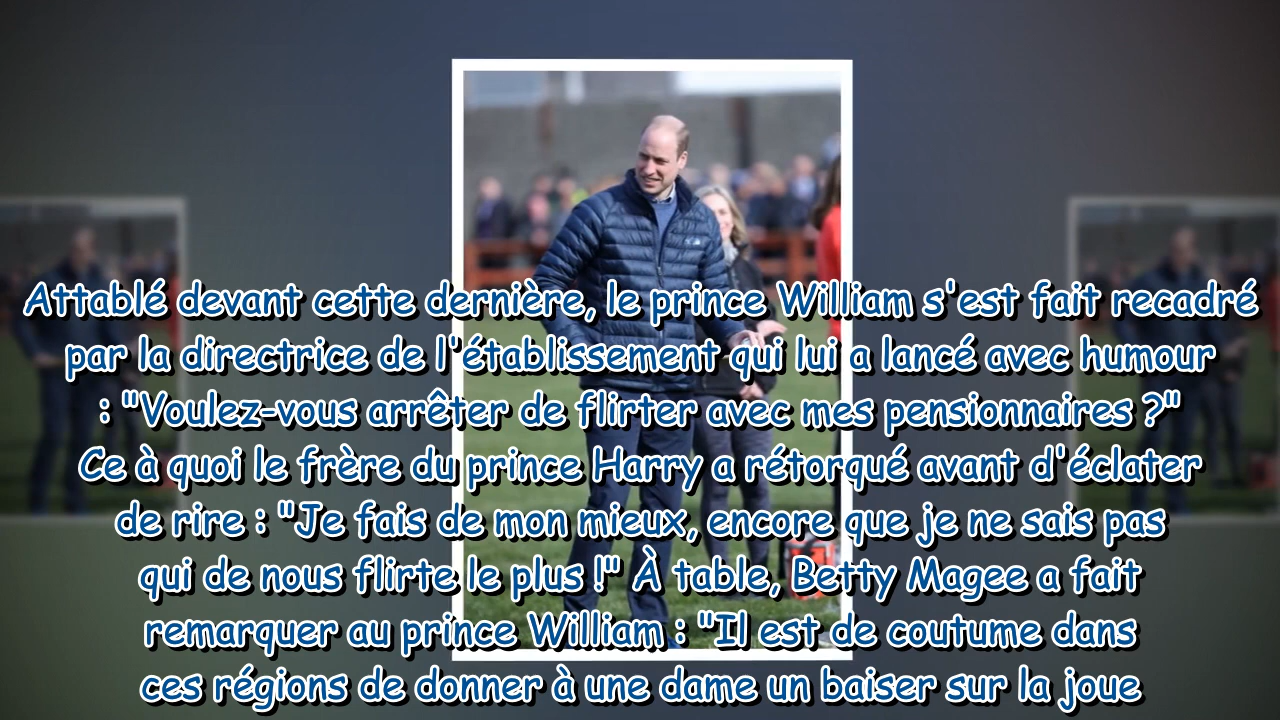 Attablé devant cette dernière, le prince William s'est fait recadré
par la directrice de l'établissement qui lui a lancé avec humour
: "Voulez-vous arrêter de flirter avec mes pensionnaires ?"
Ce à quoi le frère du prince Harry a rétorqué avant d'éclater
de rire : "Je fais de mon mieux, encore que je ne sais pas
qui de nous flirte le plus !" À table, Betty Magee a fait
remarquer au prince William : "Il est de coutume dans
ces régions de donner à une dame un baiser sur la joue